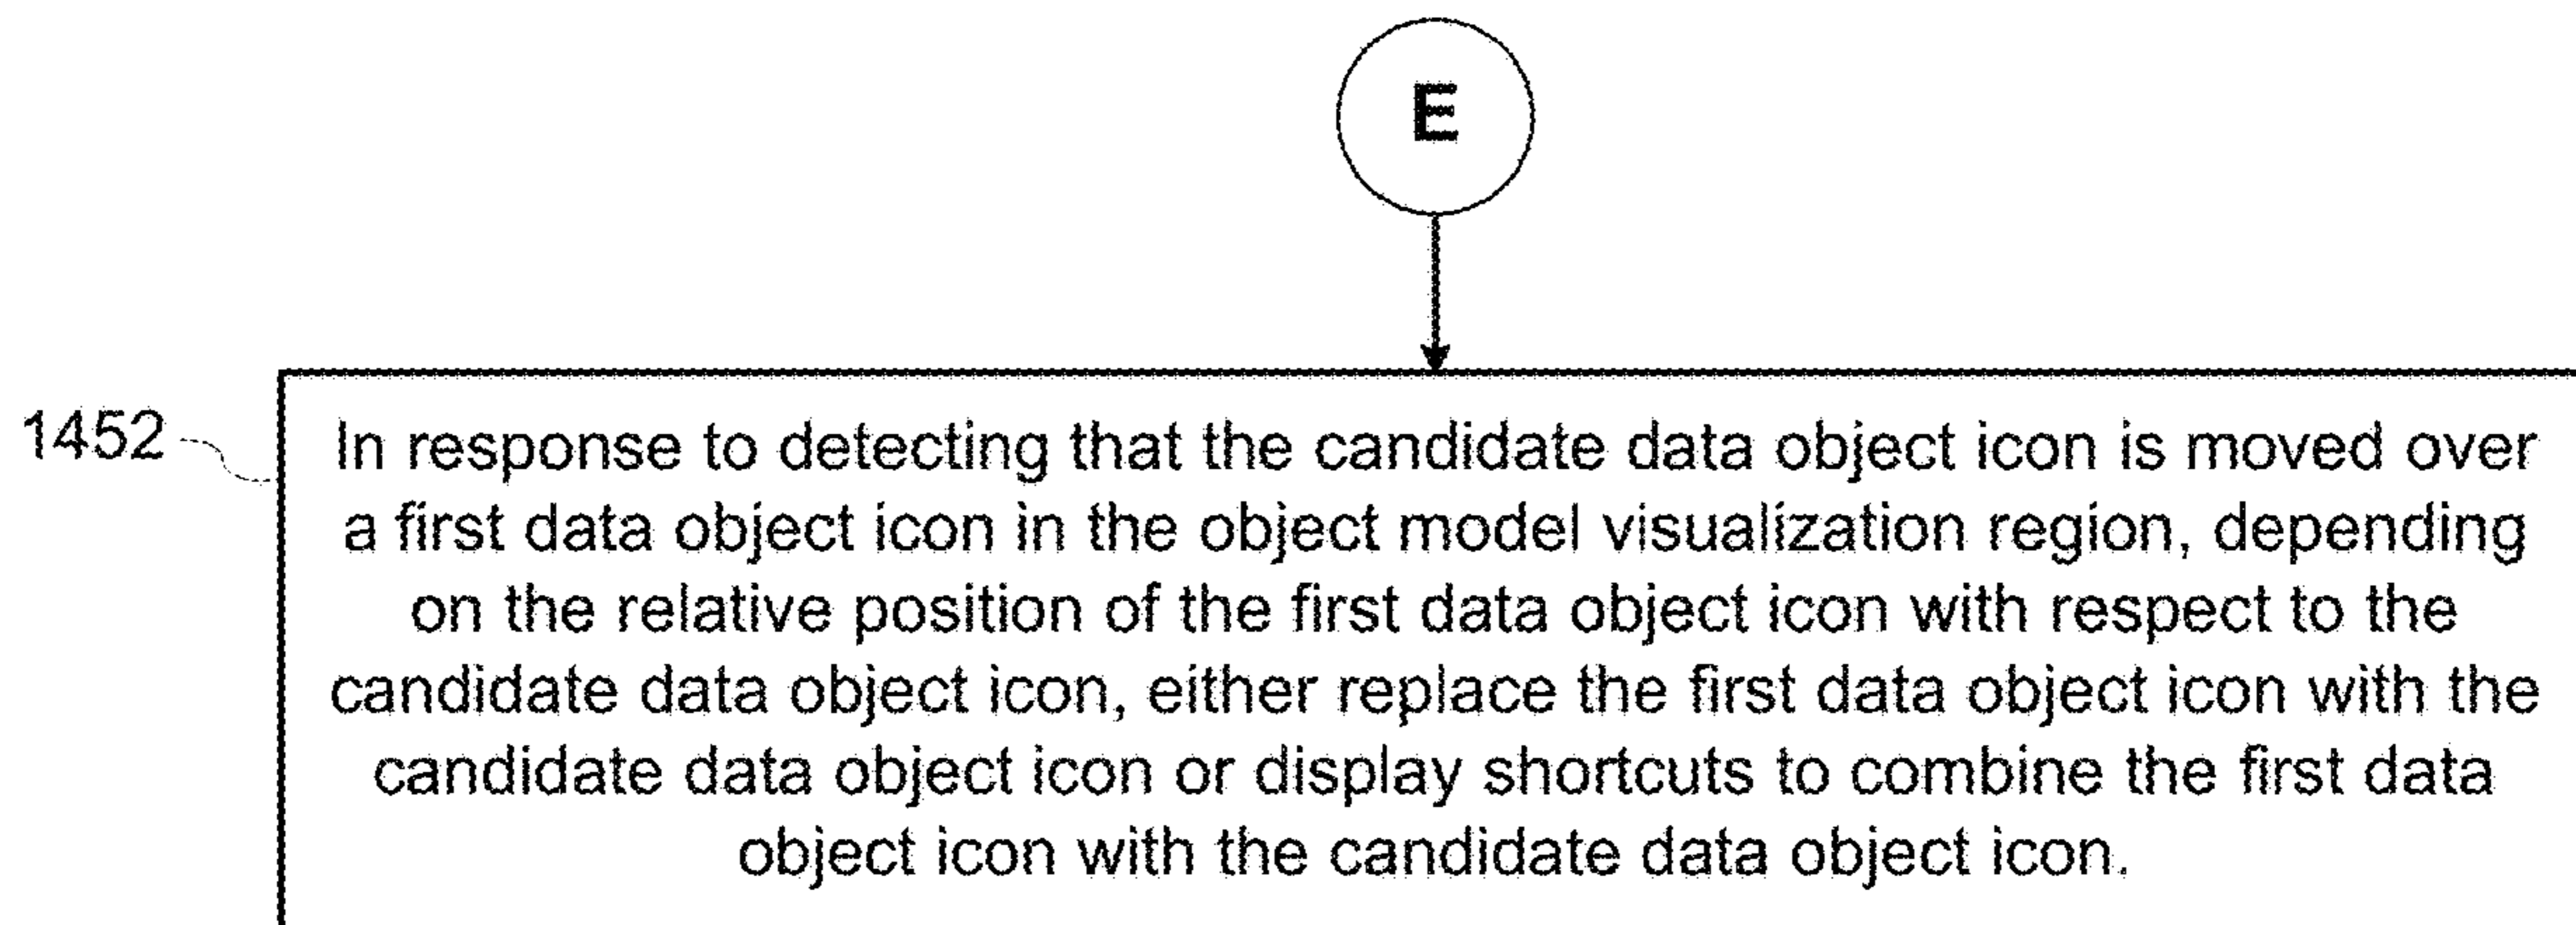 E
1452
In response to detecting that the candidate data object icon is moved over
a first data object icon in the object model visualization region, depending
on the relative position of the first data object icon with respect to the
candidate data object icon, either replace the first data object icon with the
candidate data object icon or display shortcuts to combine the first data
object icon with the candidate data object icon.